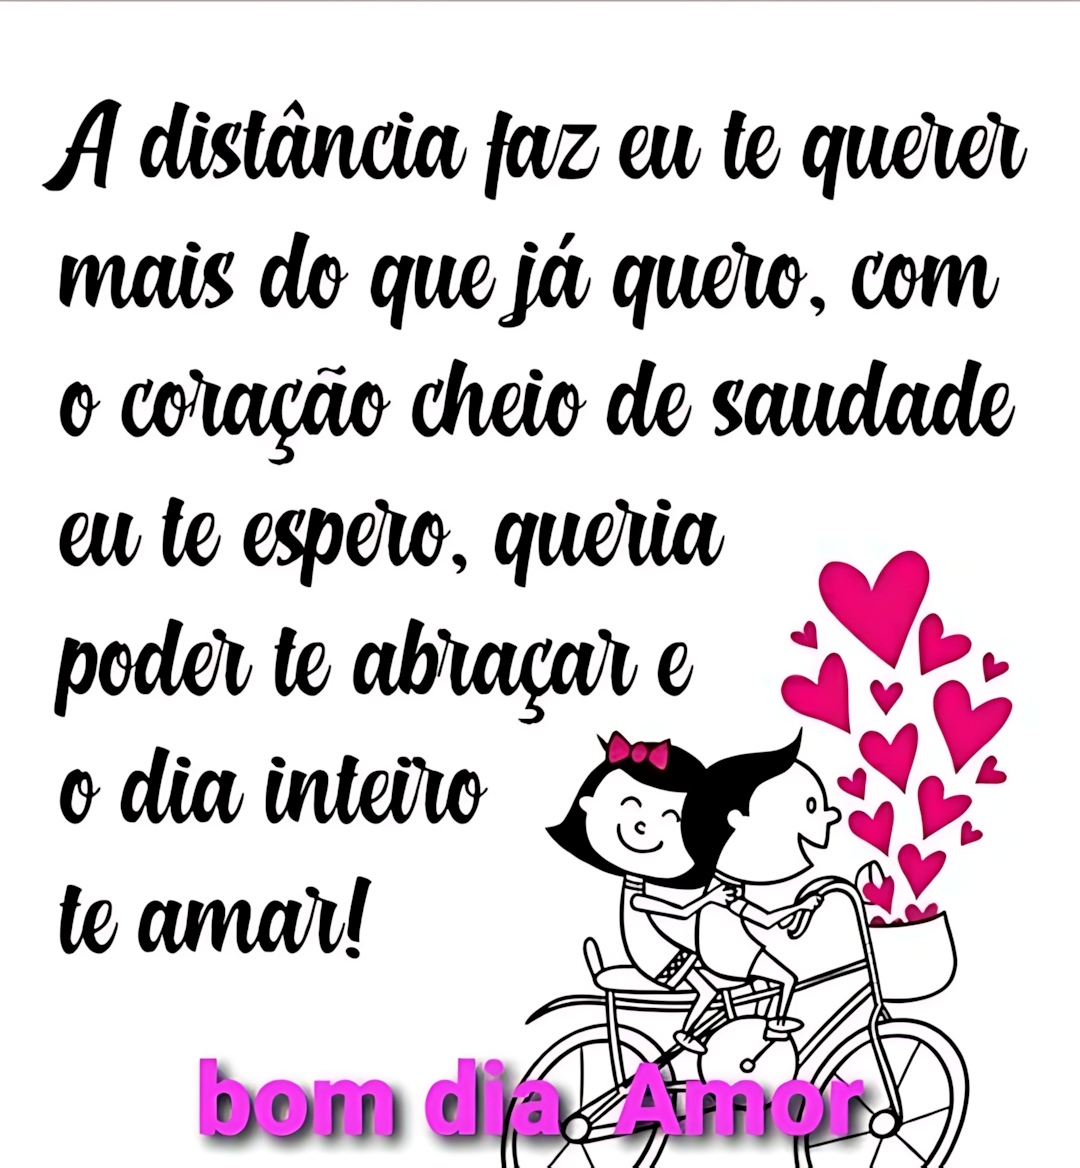 A distância faz eu te querer
mais do que já quero, com
o coração cheio de saudade
eu te espero, queria
poder te abraçar e
o dia inteiro
te amar!
bom dia Amor